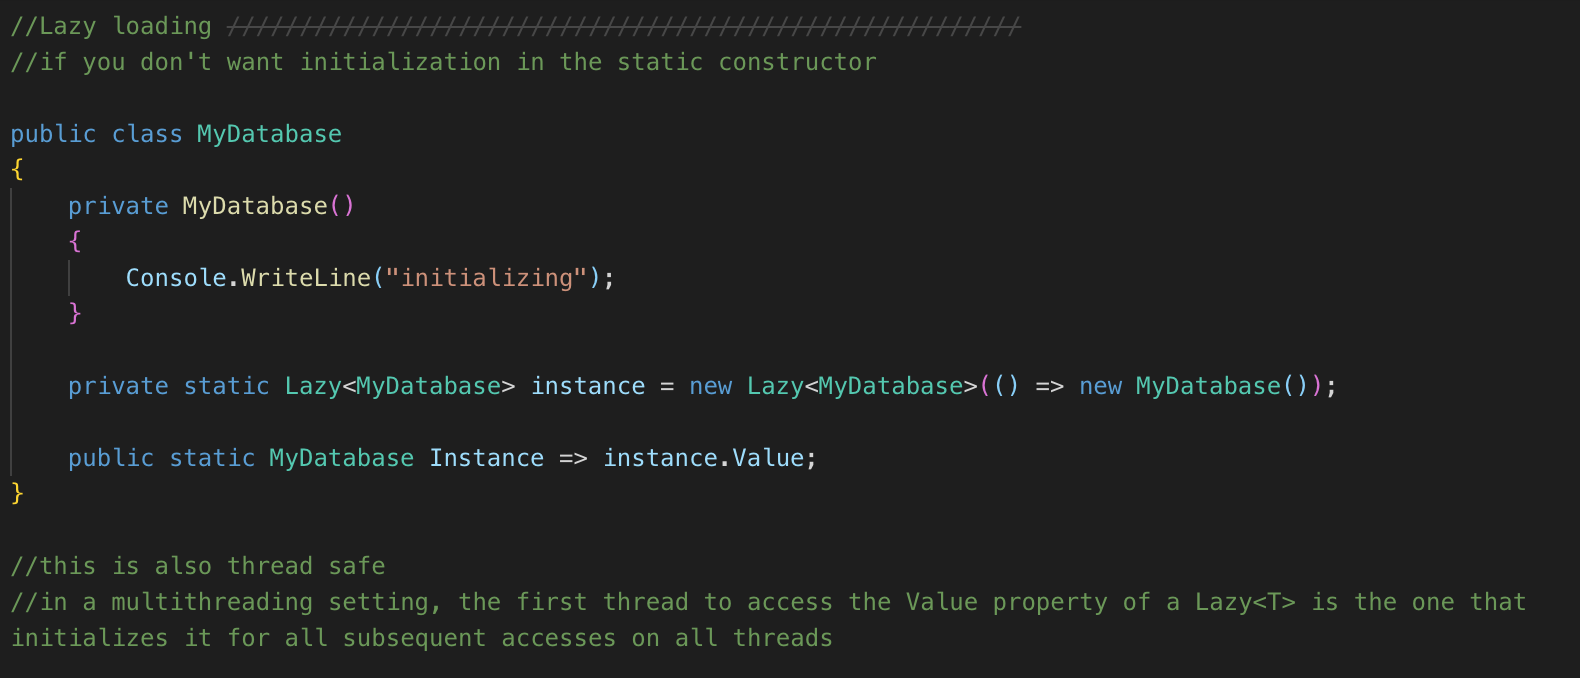 //Lazy loading ///////////////////////////////////////////////////////
//if you don't want initialization in the static constructor
public class MyDatabase
{
private MyDatabase()
{
Console.WriteLine("initializing");
}
private static Lazy<MyDatabase> instance = new Lazy<MyDatabase>(() => new MyDatabase());
public static MyDatabase Instance => instance.Value;
}
//this is also thread safe
//in a multithreading setting, the first thread to access the Value property of a Lazy<T> is the one that
initializes it for all subsequent accesses on all threads